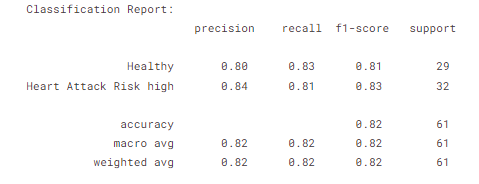 Classification Report:
precision recall f1-score support
Healthy 0.80 0.83 0.81 29
Heart Attack Risk high 0.84 0.81 0.83 32
accuracy 0.82 61
macro avg 0.82 0.82 0.82 61
weighted avg 0.82 0.82 0.82 61